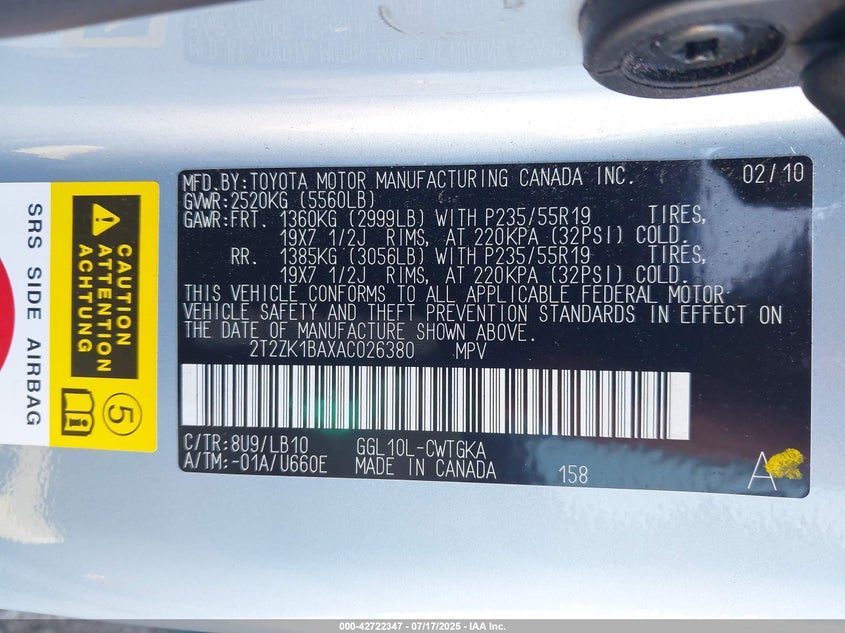 MFD.BY:TOYOTA MOTOR MANUFACTURING CANADA INC. 02/10
GVWR:2520KG (5560LB)
GAWR:FRT. 1360KG (2999LB) WITH P235/55R19 TIRES,
19X7 1/2J RIMS, AT 220KPA (32PSI) COLD.
RR. 1385KG (3056LB) WITH P235/55R19 TIRES,
19X7 1/2J RIMS, AT 220KPA (32PSI) COLD.
THIS VEHICLE CONFORMS TO ALL APPLICABLE FEDERAL MOTOR
VEHICLE SAFETY AND THEFT PREVENTION STANDARDS IN EFFECT ON
THE DATE OF MANUFACTURE SHOWN ABOVE.
2T2ZK1BAXAC026380 MPV
C/TR:8U9/LB10 GGL10L-CWTGKA
A/TM:-01A/U660E MADE IN CANADA 158 A
CAUTION
ATTENTION
ACHTUNG
5
SRS SIDE AIRBAG
000-42722347 - 07/17/2025 - IAA Inc.